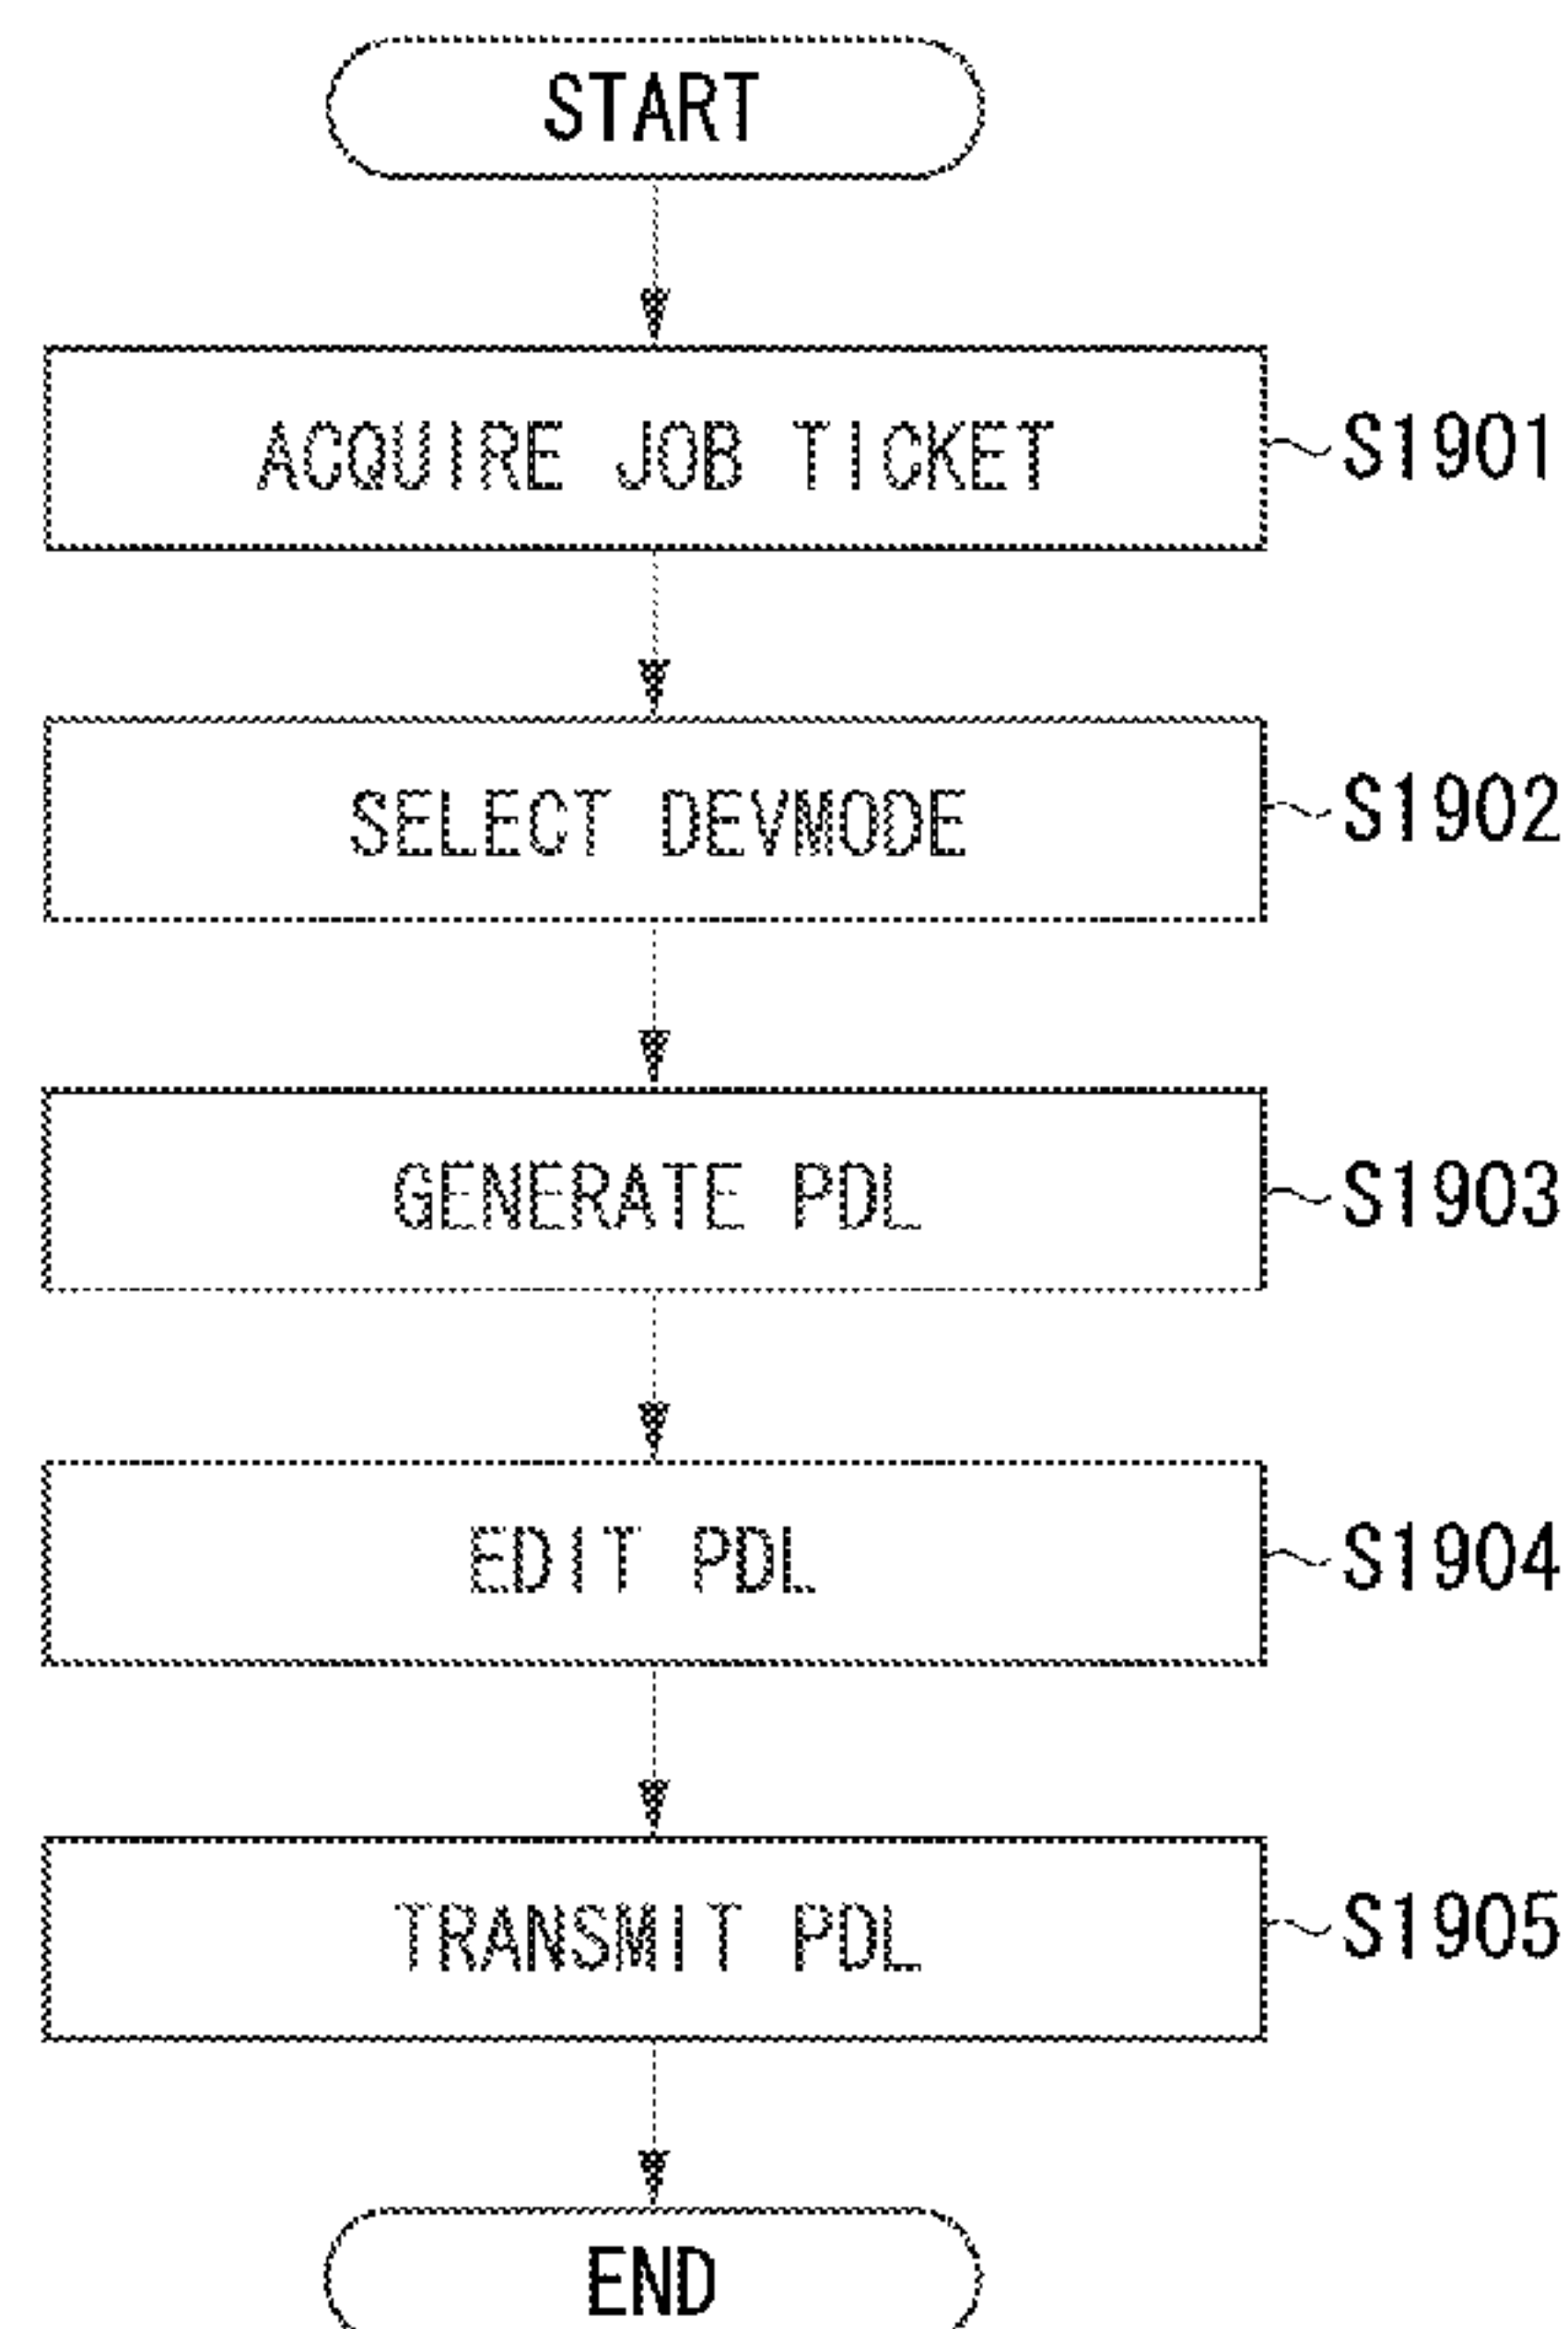 START
ACQUIRE JOB TICKET
S1901
SELECT DEVMODE
S1902
GENERATE PDL
S1903
EDIT PDL
S1904
TRANSMIT PDL
S1905
END